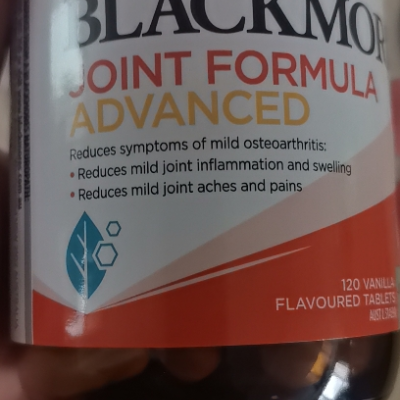 BLACKMOR
JOINT FORMULA
ADVANCED
Reduces symptoms of mild osteoarthritis:
• Reduces mild joint inflammation and swelling
• Reduces mild joint aches and pains
120 VANILLA
FLAVOURED TABLETS